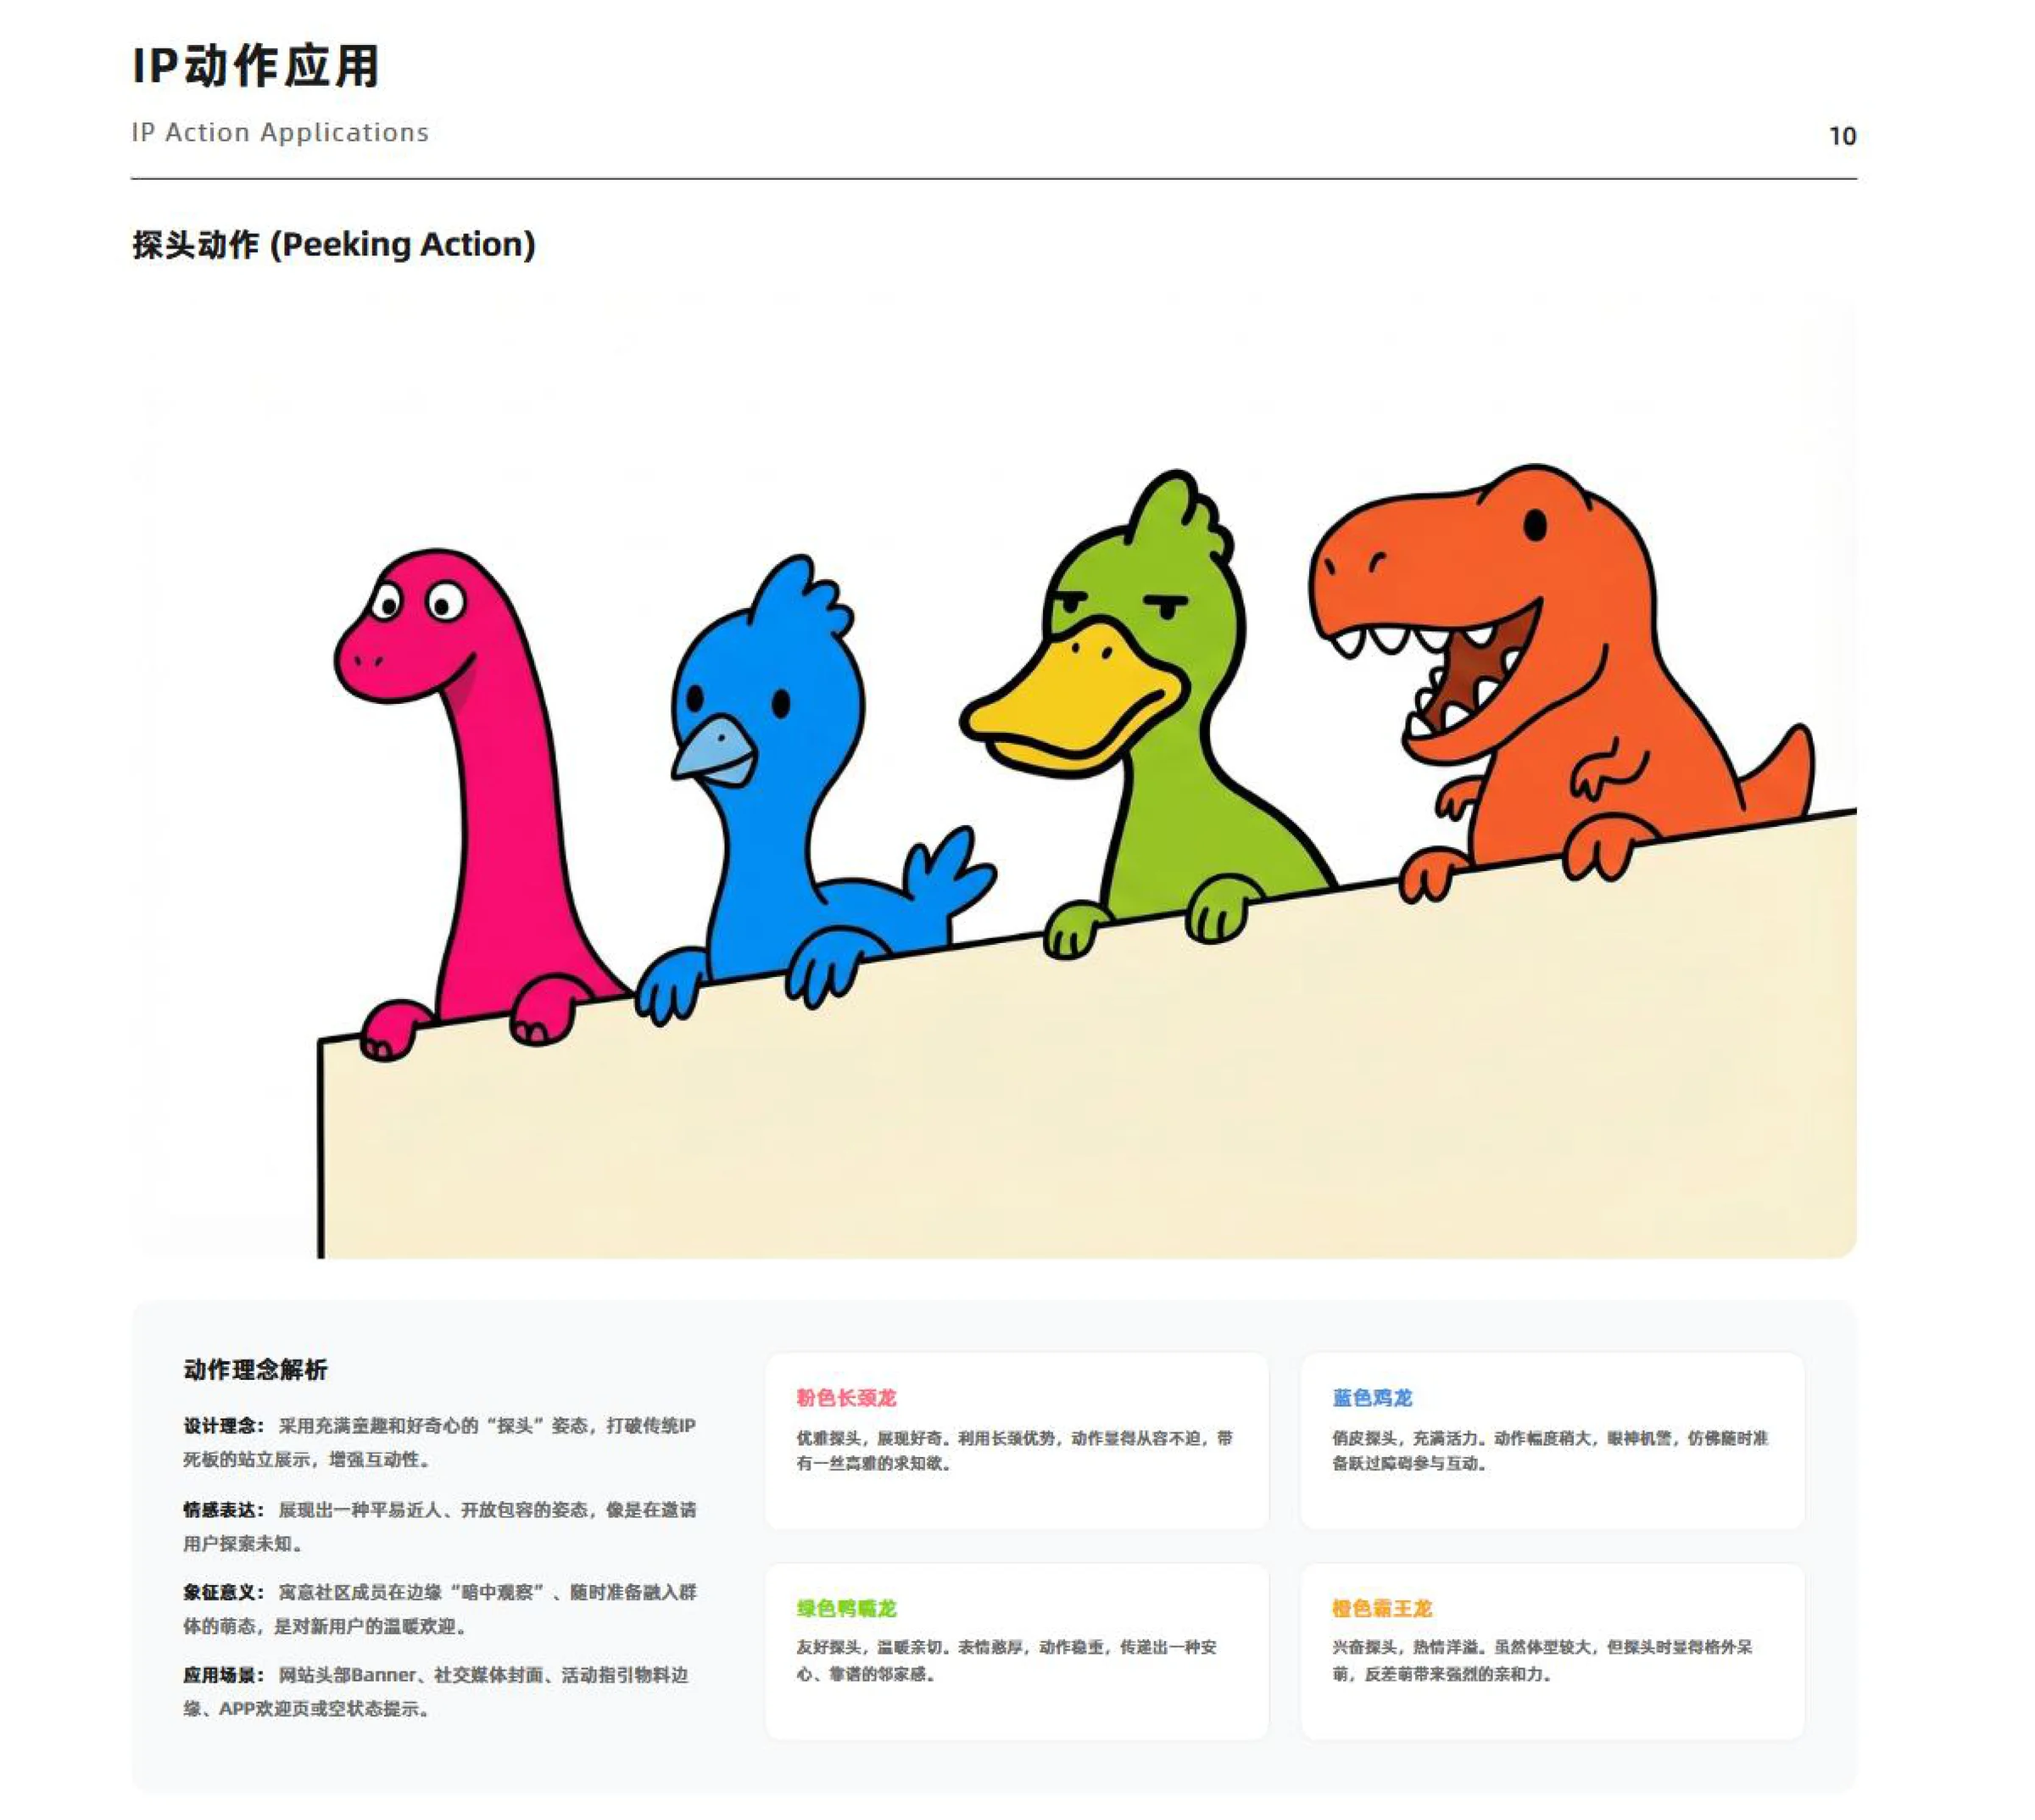 IP动作应用
IP Action Applications
10
探头动作 (Peeking Action)
动作理念解析
设计理念： 采用充满童趣和好奇心的“探头”姿态，打破传统IP
死板的站立展示，增强互动性。
情感表达： 展现出一种平易近人、开放包容的姿态，像是在邀请
用户探索未知。
象征意义： 寓意社区成员在边缘“暗中观察”、随时准备融入群
体的萌态，是对新用户的温暖欢迎。
应用场景： 网站头部Banner、社交媒体封面、活动指引物料边
缘、APP欢迎页或空状态提示。
粉色长颈龙
优雅探头，展现好奇。利用长颈优势，动作显得从容不迫，带
有一丝高雅的求知欲。
蓝色鸡龙
俏皮探头，充满活力。动作幅度稍大，眼神机警，仿佛随时准
备跃过障碍参与互动。
绿色鸭嘴龙
友好探头，温暖亲切。表情憨厚，动作稳重，传递出一种安
心、靠谱的邻家感。
橙色霸王龙
兴奋探头，热情洋溢。虽然体型较大，但探头时显得格外呆
萌，反差萌带来强烈的亲和力。